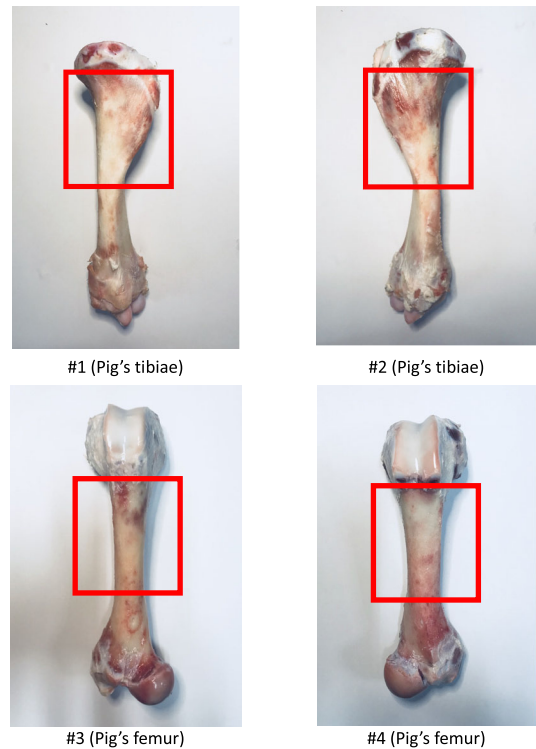 #1 (Pig's tibiae)
#2 (Pig's tibiae)
#3 (Pig's femur)
#4 (Pig's femur)